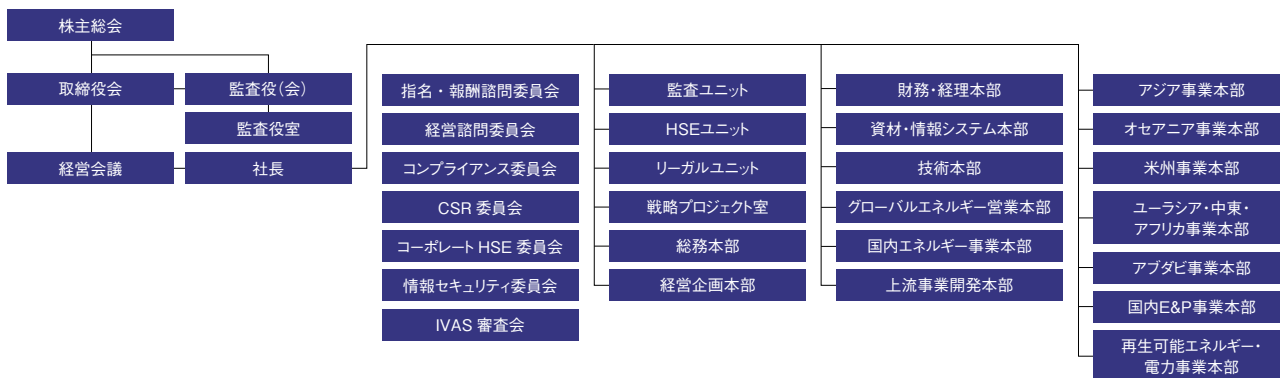 株主総会
取締役会
監査役(会)
監査役室
経営会議
社長
指名・報酬諮問委員会
経営諮問委員会
コンプライアンス委員会
CSR 委員会
コーポレート HSE 委員会
情報セキュリティ委員会
IVAS 審査会
監査ユニット
HSEユニット
リーガルユニット
戦略プロジェクト室
総務本部
経営企画本部
財務・経理本部
資材・情報システム本部
技術本部
グローバルエネルギー営業本部
国内エネルギー事業本部
上流事業開発本部
アジア事業本部
オセアニア事業本部
米州事業本部
ユーラシア・中東・
アフリカ事業本部
アブダビ事業本部
国内E&P事業本部
再生可能エネルギー・
電力事業本部